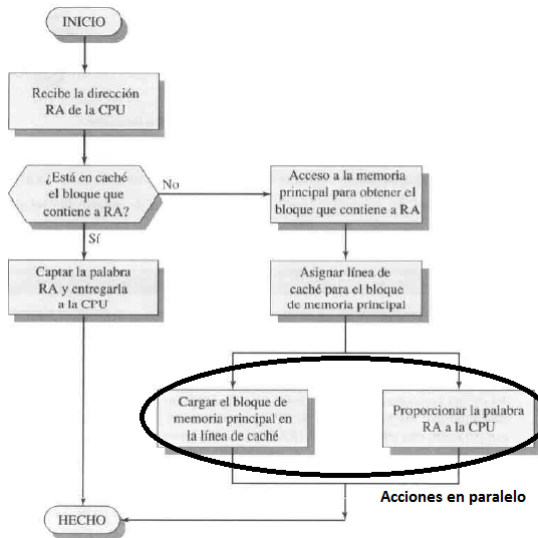 INICIO
Recibe la dirección
RA de la CPU
¿Está en caché
el bloque que
contiene a RA?
No
Sí
Acceso a la memoria
principal para obtener el
bloque que contiene a RA
Captar la palabra
RA y entregarla
a la CPU
Asignar línea de
caché para el bloque
de memoria principal
Cargar el bloque de
memoria principal en
la línea de caché
Proporcionar la palabra
RA a la CPU
Acciones en paralelo
HECHO